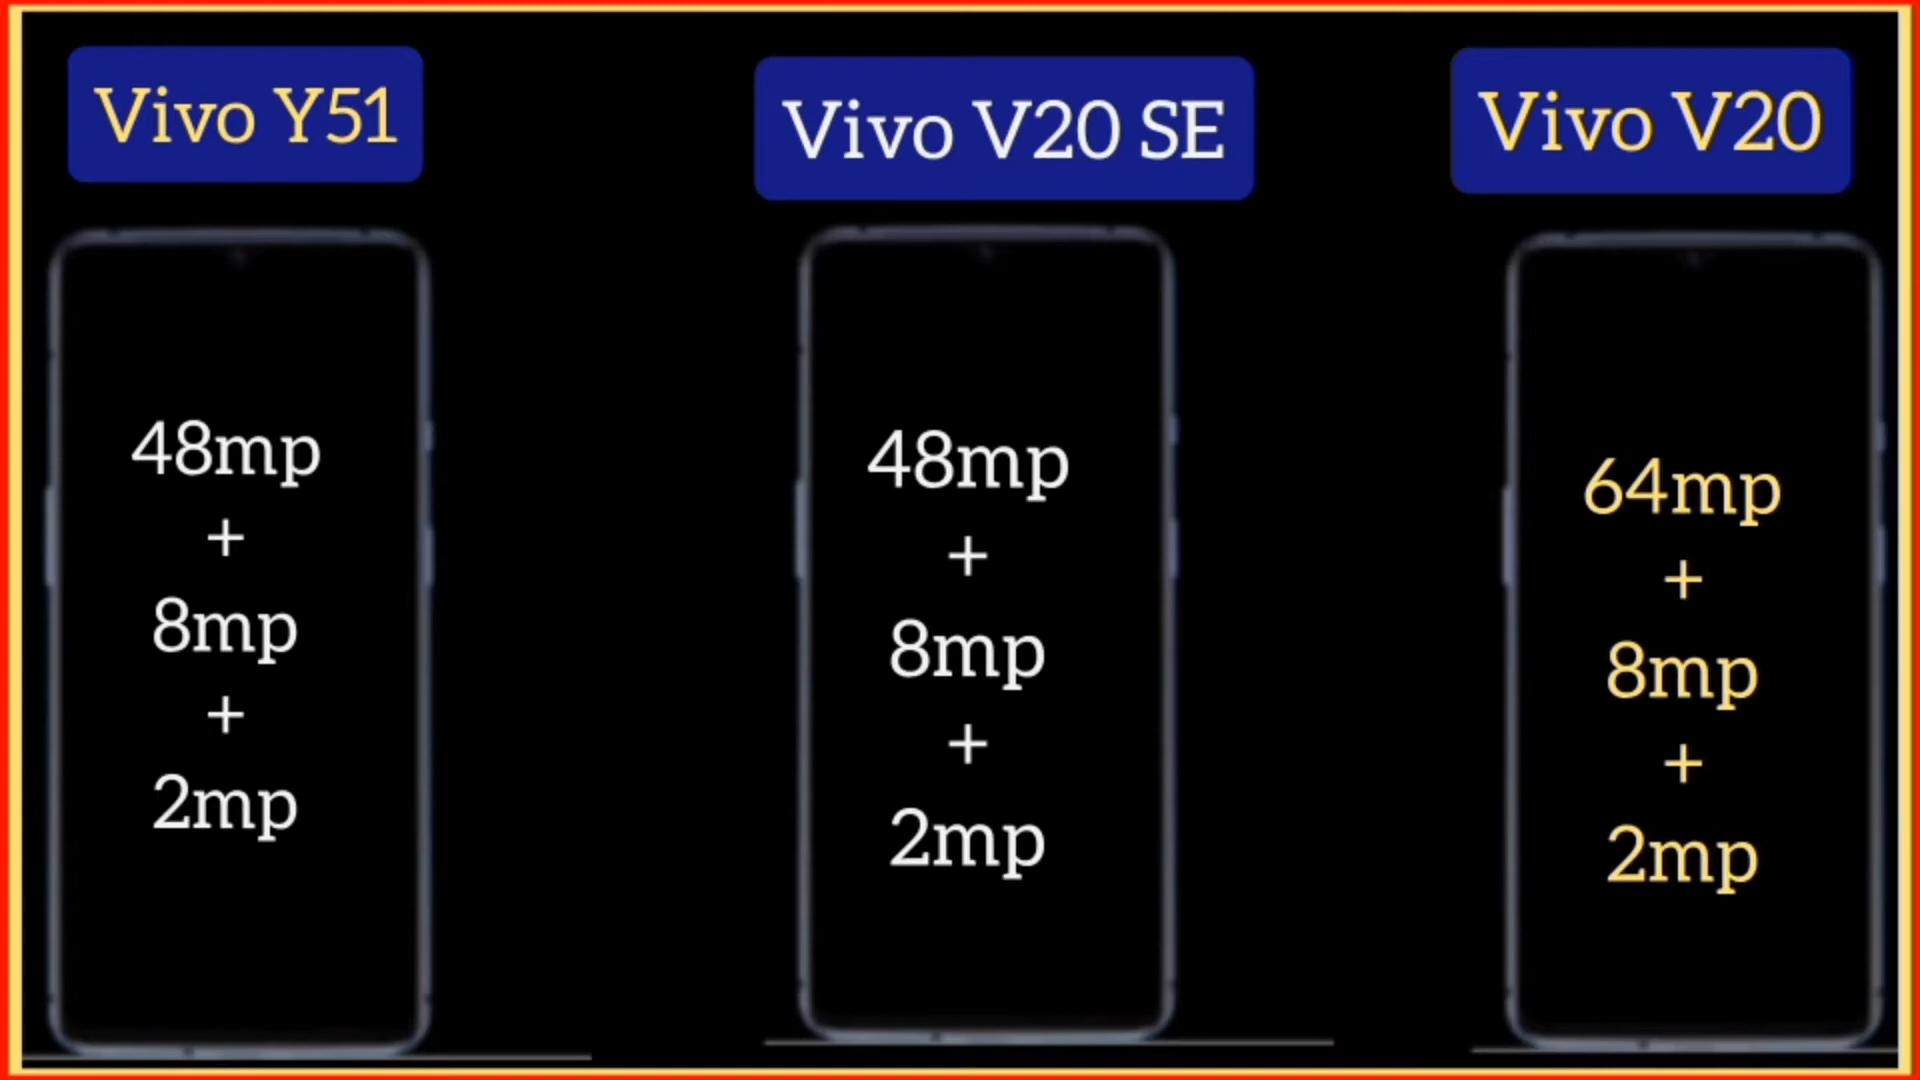 Vivo Y51
48mp
+
8mp
+
2mp
Vivo V20 SE
48mp
+
8mp
+
2mp
Vivo V20
64mp
+
8mp
+
2mp